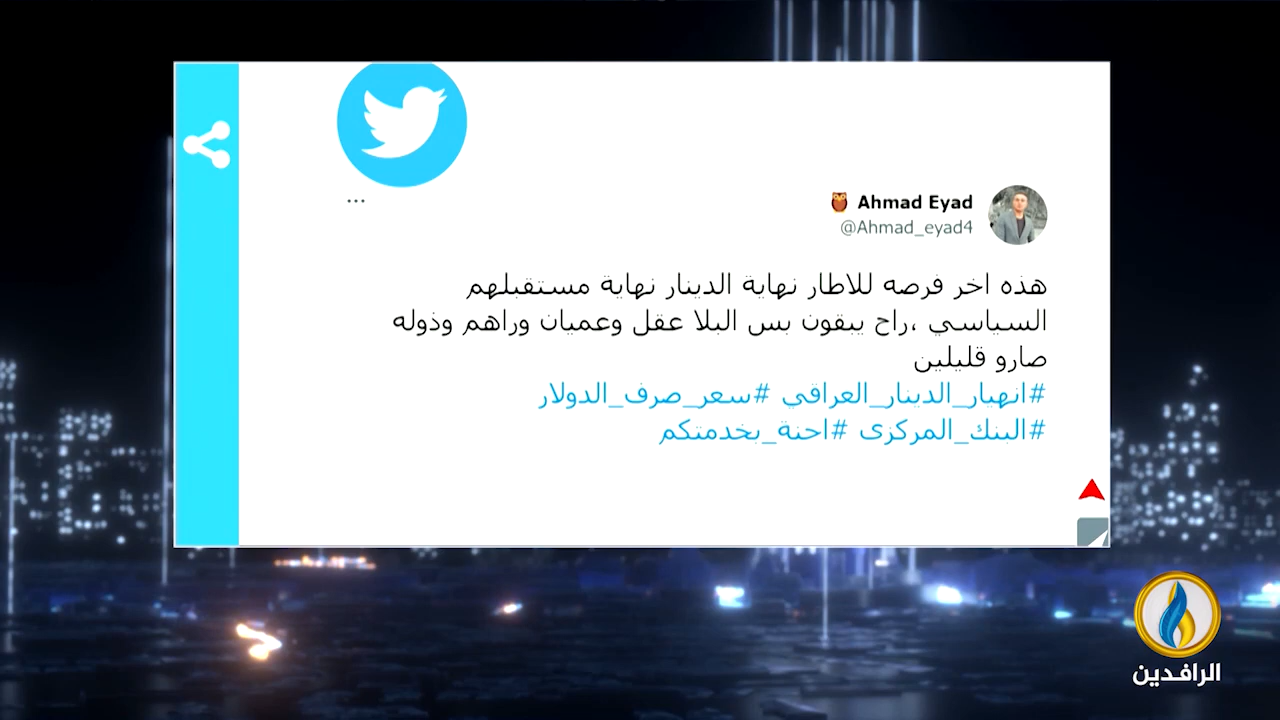 Ahmad Eyad
@Ahmad_eyad4
هذه اخر فرصه للاطار نهاية الدينار نهاية مستقبلهم
السياسي ،راح يبقون بس البلا عقل وعميان وراهم وذوله
صارو قليلين
#انهيار_الدينار_العراقي #سعر_صرف_الدولار
#البنك_المركزى #احنة_بخدمتكم
الرافدين